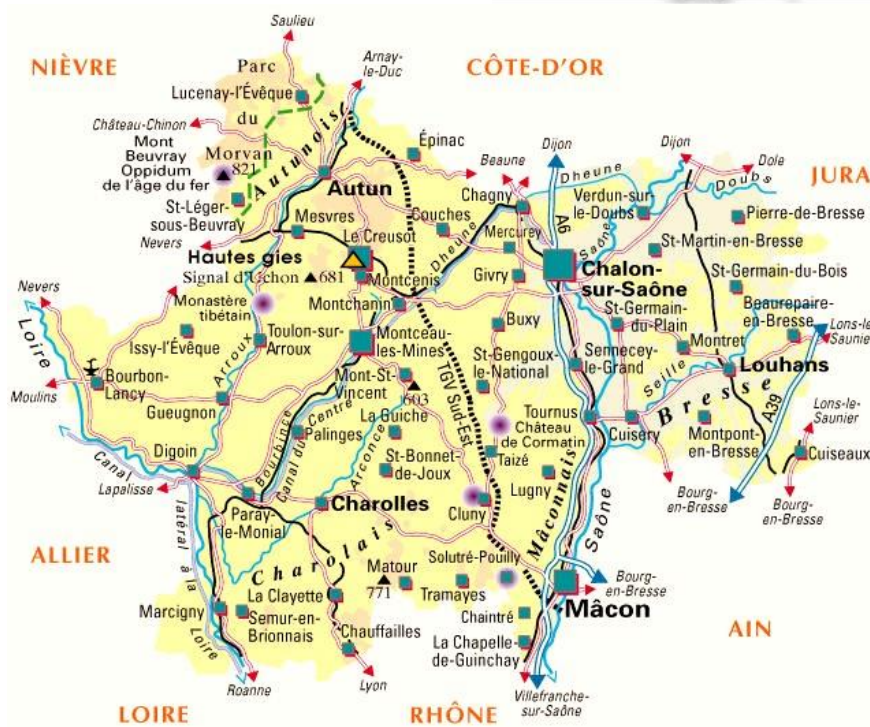 Saulieu
NIÈVRE
Parc
Arnay-
le-Duc
CÔTE-D'OR
Lucenay-l'Évêque
du
Château-Chinon
Morvan
Mont
Beuvray
Oppidum
de l'âge du fer
821
Autunois
Épinac
Dijon
Dijon
Beaune
Dole
Autun
Dheune
Doubs
JURA
St-Léger-
sous-Beuvray
Chagny
Verdun-sur-
le-Doubs
Pierre-de-Bresse
Nevers
Mesvres
Couches
Mercurey
A6
Saône
St-Martin-en-Bresse
Le Creusot
Dheune
Hautes gies
Signal d'Uchon
681
Montcenis
Givry
Chalon-
sur-Saône
St-Germain-du-Bois
Nevers
Monastère
tibétain
Montchanin
St-Germain-
du-Plain
Beaurepaire-
en-Bresse
Lons-le-
Saunier
Loire
Issy-l'Évêque
Toulon-sur-
Arroux
Arroux
Montceau-
les-Mines
Buxy
Montret
St-Gengoux-
le-National
Sennecey-
le-Grand
Seille
Louhans
Moulins
Bourbon-
Lancy
Mont-St-
Vincent
603
TGV Sud-Est
Bresse
A39
Gueugnon
La Guiche
Tournus
Cuisery
Lons-le-
Saunier
Château
de Cormatin
Montpont-
en-Bresse
Cuiseaux
Digoin
Bourbince
Canal du Centre
Palinges
Arconce
St-Bonnet-
de-Joux
Taizé
Lugny
Canal
latéral à la
Loire
Lapalisse
Bourg-
en-Bresse
Bourg-
en-Bresse
Paray-
le-Monial
Charolles
Cluny
Mâconnais
Saône
ALLIER
Charolais
Matour
771
Solutré-Pouilly
Tramayes
Bourg-
en-Bresse
Marcigny
La Clayette
Semur-en-
Brionnais
Chaintré
Mâcon
AIN
Chauffailles
La Chapelle-
de-Guinchay
Roanne
Lyon
Villefranche-
sur-Saône
LOIRE
RHÔNE